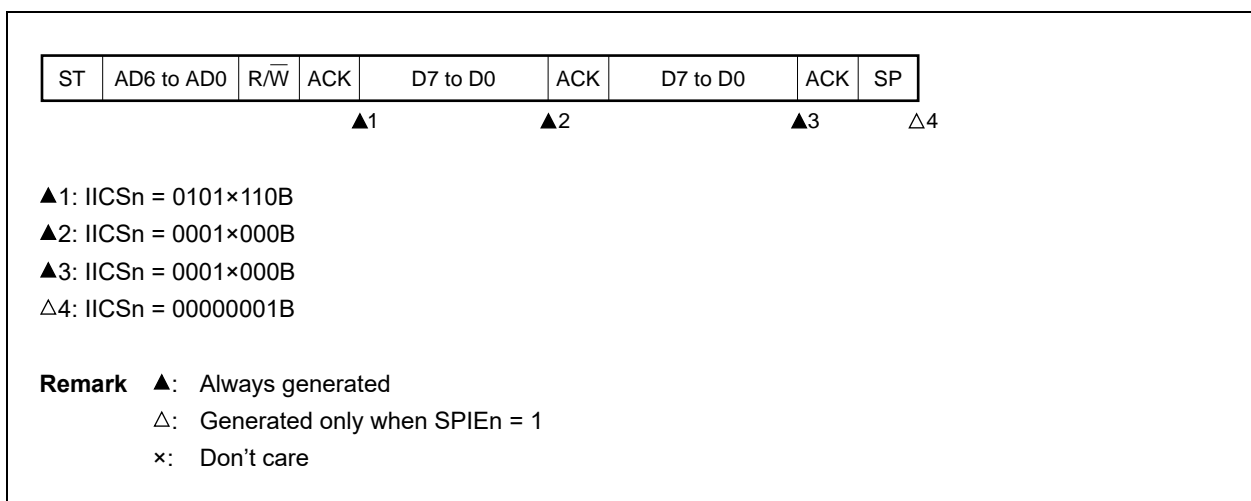 ST AD6 to AD0 R/W̅ ACK D7 to D0 ACK D7 to D0 ACK SP
▲1 ▲2 ▲3 △4
▲1: IICSn = 0101×110B
▲2: IICSn = 0001×000B
▲3: IICSn = 0001×000B
△4: IICSn = 00000001B
Remark ▲: Always generated
△: Generated only when SPIEn = 1
×: Don’t care